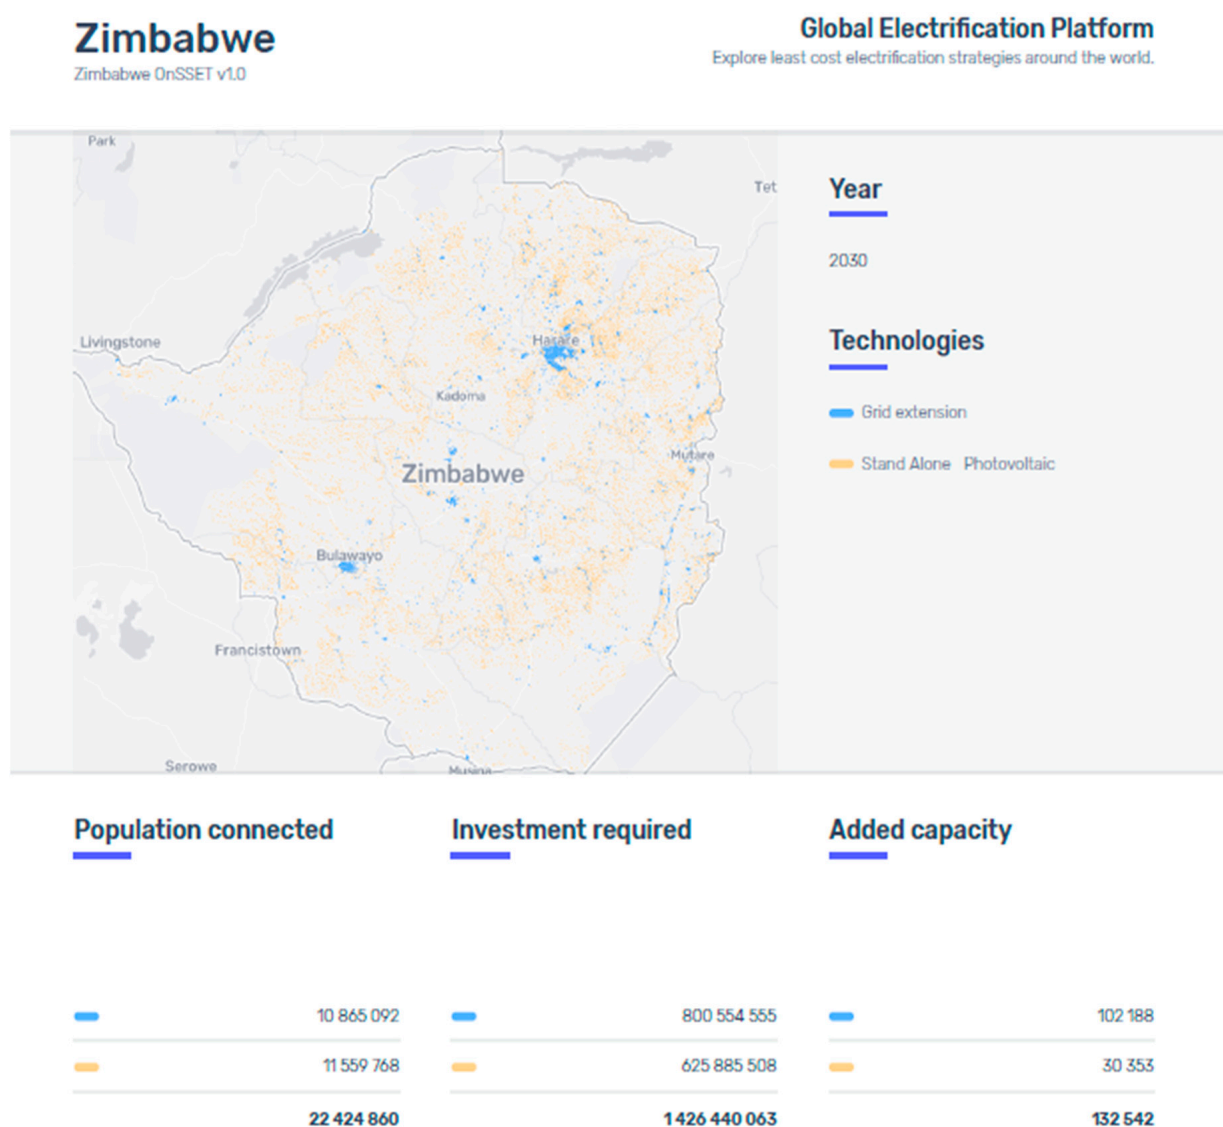 Zimbabwe
Zimbabwe OnSSET v1.0
Global Electrification Platform
Explore least cost electrification strategies around the world.
Park
Tet
Livingstone
Harare
Kadoma
Mutare
Zimbabwe
Bulawayo
Francistown
Serowe
Musina
Year
2030
Technologies
Grid extension
Stand Alone Photovoltaic
Population connected
10 865 092
11 559 768
22 424 860
Investment required
800 554 555
625 885 508
1 426 440 063
Added capacity
102 188
30 353
132 542